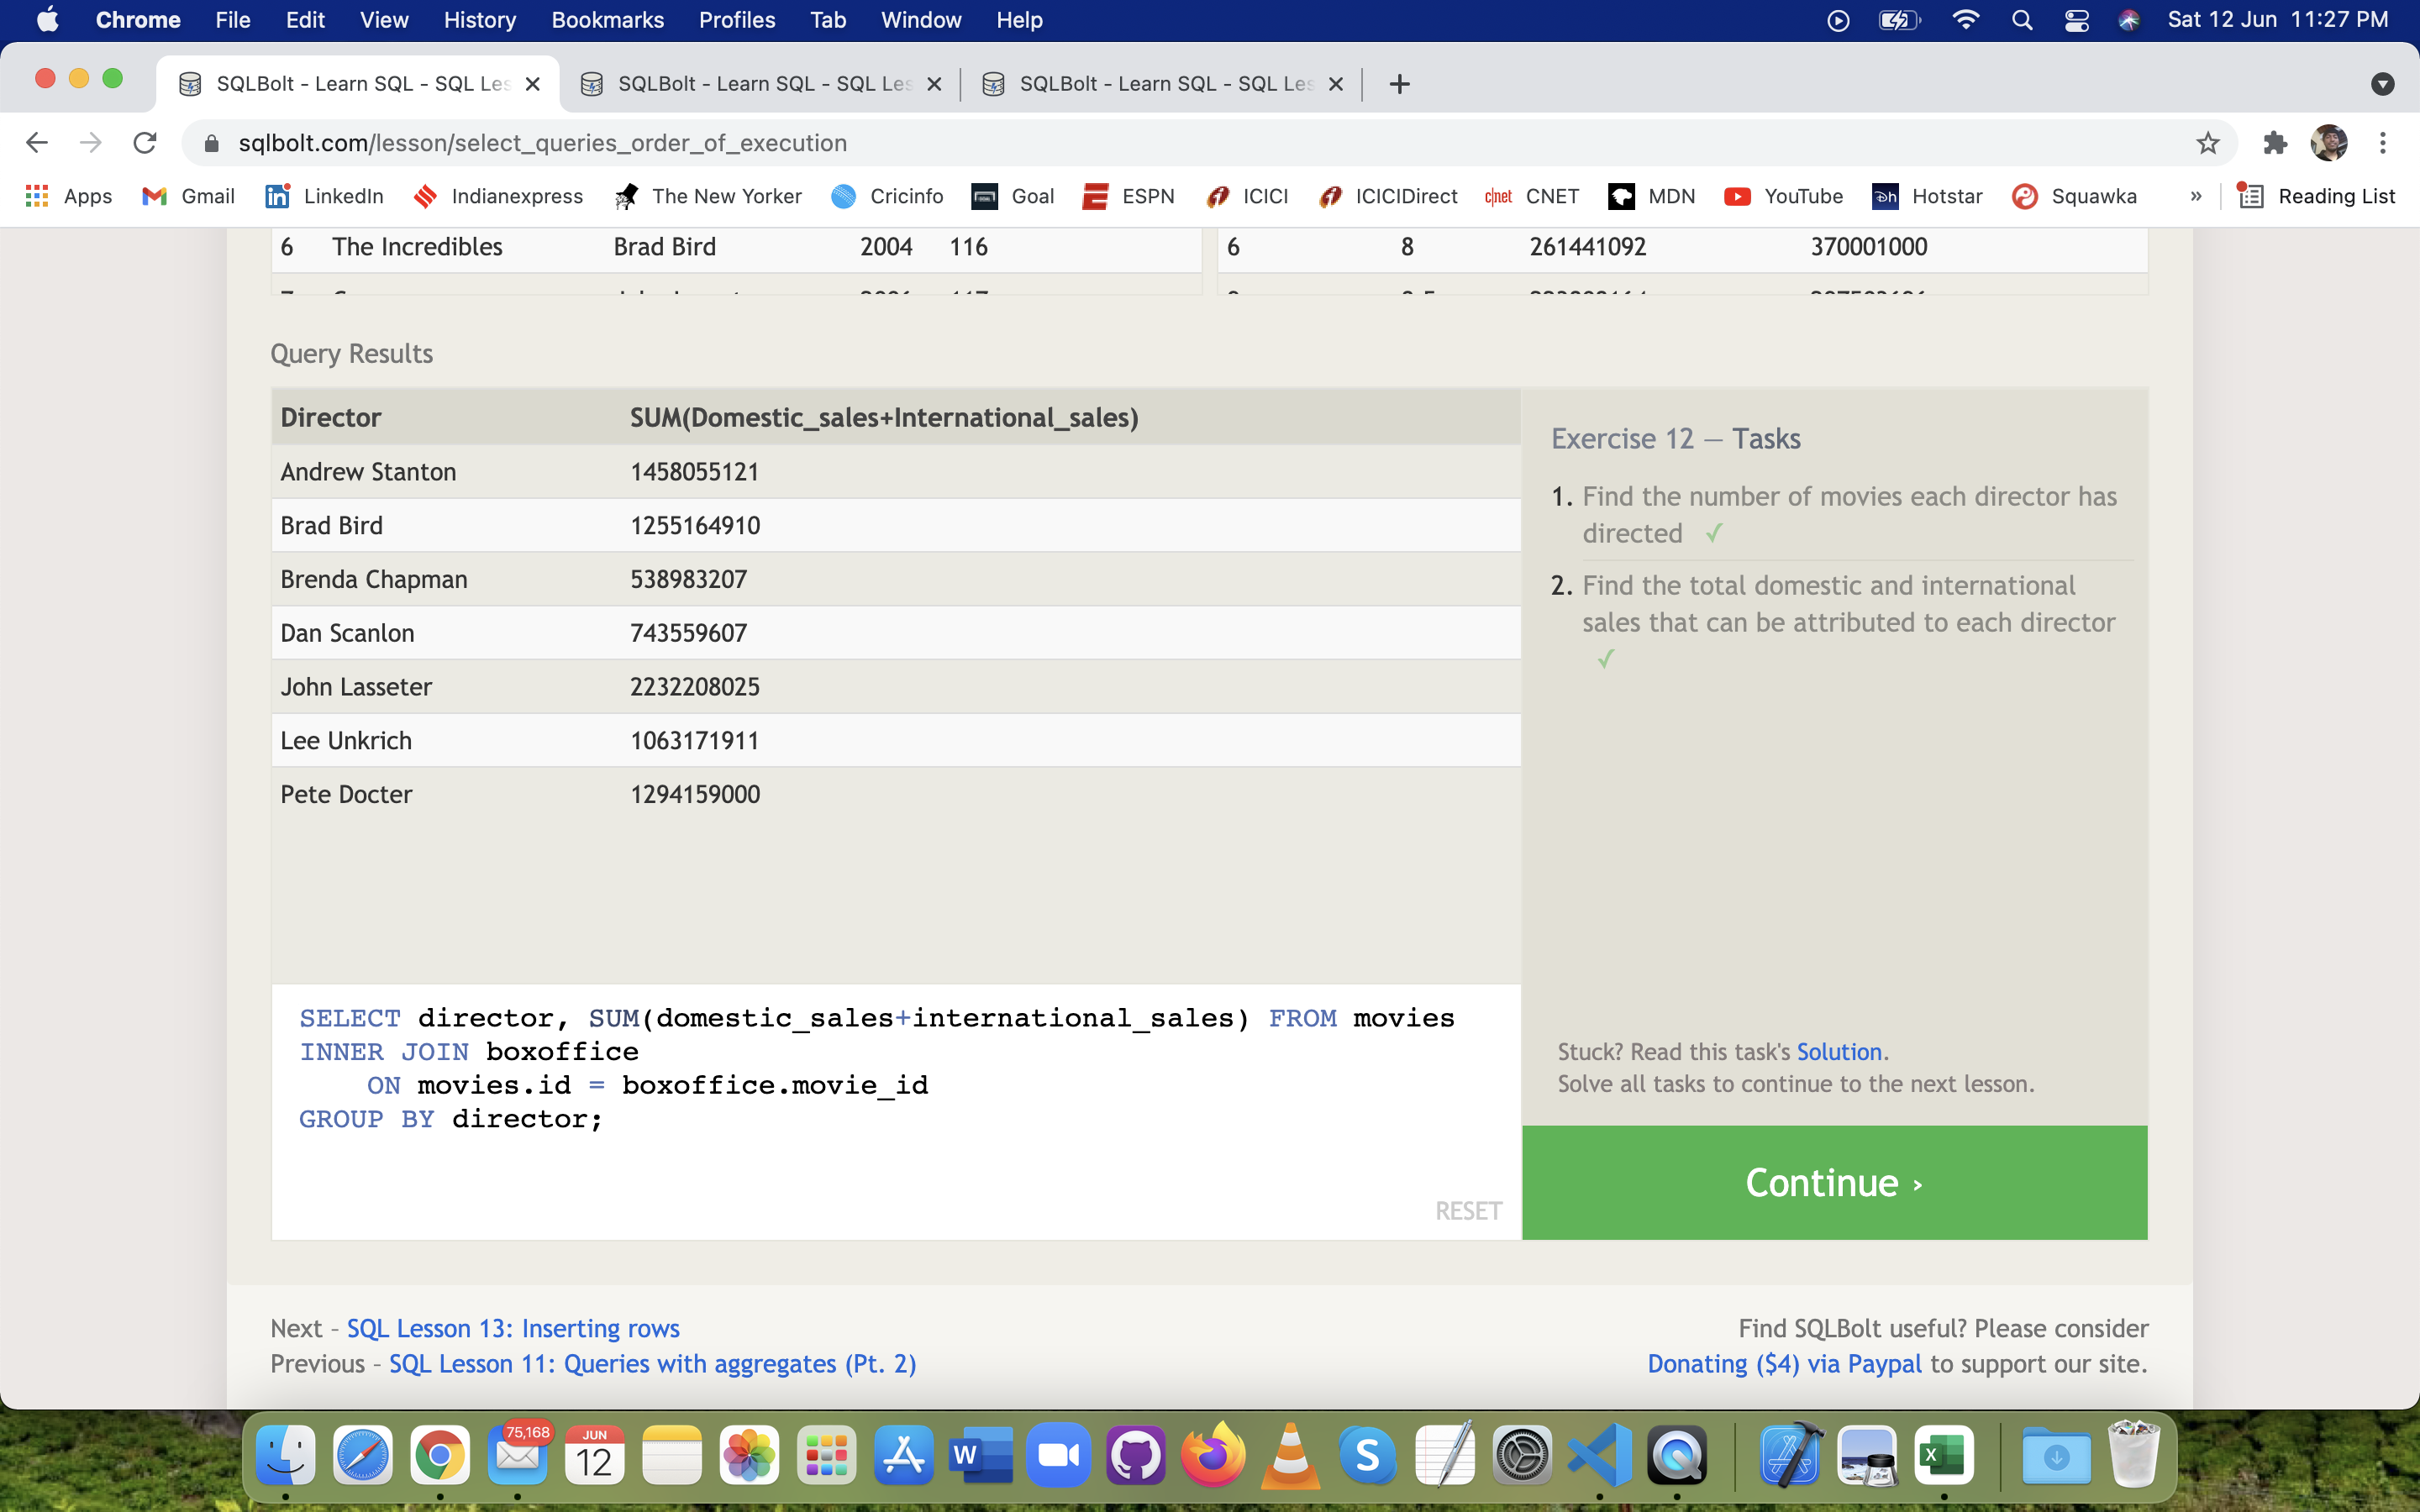 Chrome File Edit View History Bookmarks Profiles Tab Window Help Sat 12 Jun 11:27 PM
SQLBolt - Learn SQL - SQL Les SQLBolt - Learn SQL - SQL Les SQLBolt - Learn SQL - SQL Les
sqlbolt.com/lesson/select_queries_order_of_execution
Apps Gmail LinkedIn Indianexpress The New Yorker Cricinfo Goal ESPN ICICI ICICIDirect cnet CNET MDN YouTube Hotstar Squawka » Reading List
6 The Incredibles Brad Bird 2004 116 6 8 261441092 370001000
Query Results
Director SUM(Domestic_sales+International_sales)
Andrew Stanton 1458055121
Brad Bird 1255164910
Brenda Chapman 538983207
Dan Scanlon 743559607
John Lasseter 2232208025
Lee Unkrich 1063171911
Pete Docter 1294159000
Exercise 12 — Tasks
1. Find the number of movies each director has
directed ✓
2. Find the total domestic and international
sales that can be attributed to each director
✓
SELECT director, SUM(domestic_sales+international_sales) FROM movies
INNER JOIN boxoffice
ON movies.id = boxoffice.movie_id
GROUP BY director;
RESET
Stuck? Read this task's Solution.
Solve all tasks to continue to the next lesson.
Continue ›
Next – SQL Lesson 13: Inserting rows
Previous – SQL Lesson 11: Queries with aggregates (Pt. 2)
Find SQLBolt useful? Please consider
Donating ($4) via Paypal to support our site.
75,168
JUN
12